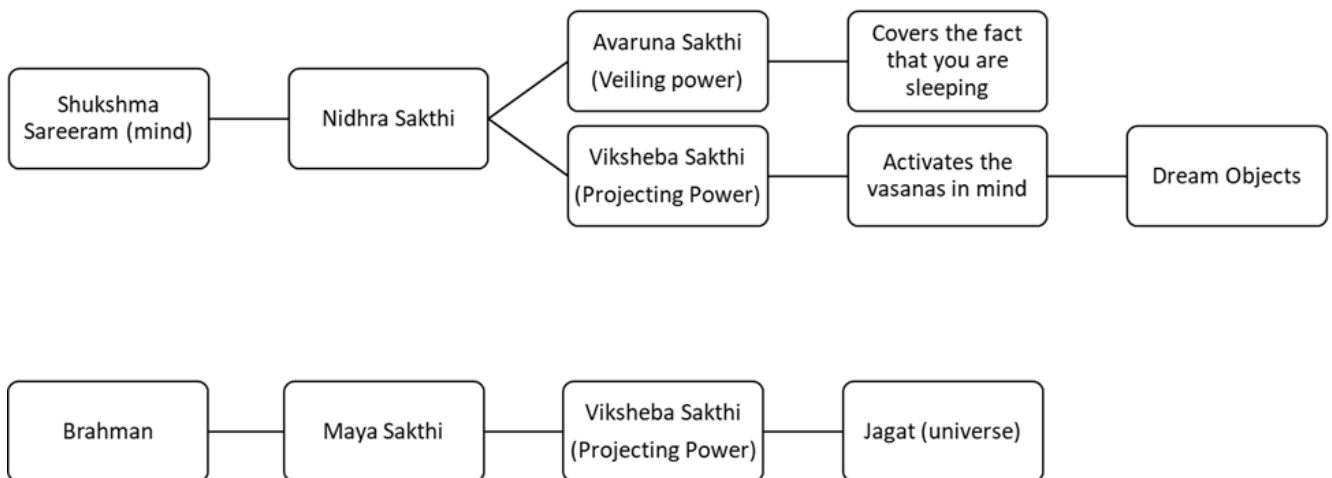 Shukshma
Sareeram (mind)
Nidhra Sakthi
Avaruna Sakthi
(Veiling power)
Covers the fact
that you are
sleeping
Viksheba Sakthi
(Projecting Power)
Activates the
vasanas in mind
Dream Objects
Brahman
Maya Sakthi
Viksheba Sakthi
(Projecting Power)
Jagat (universe)